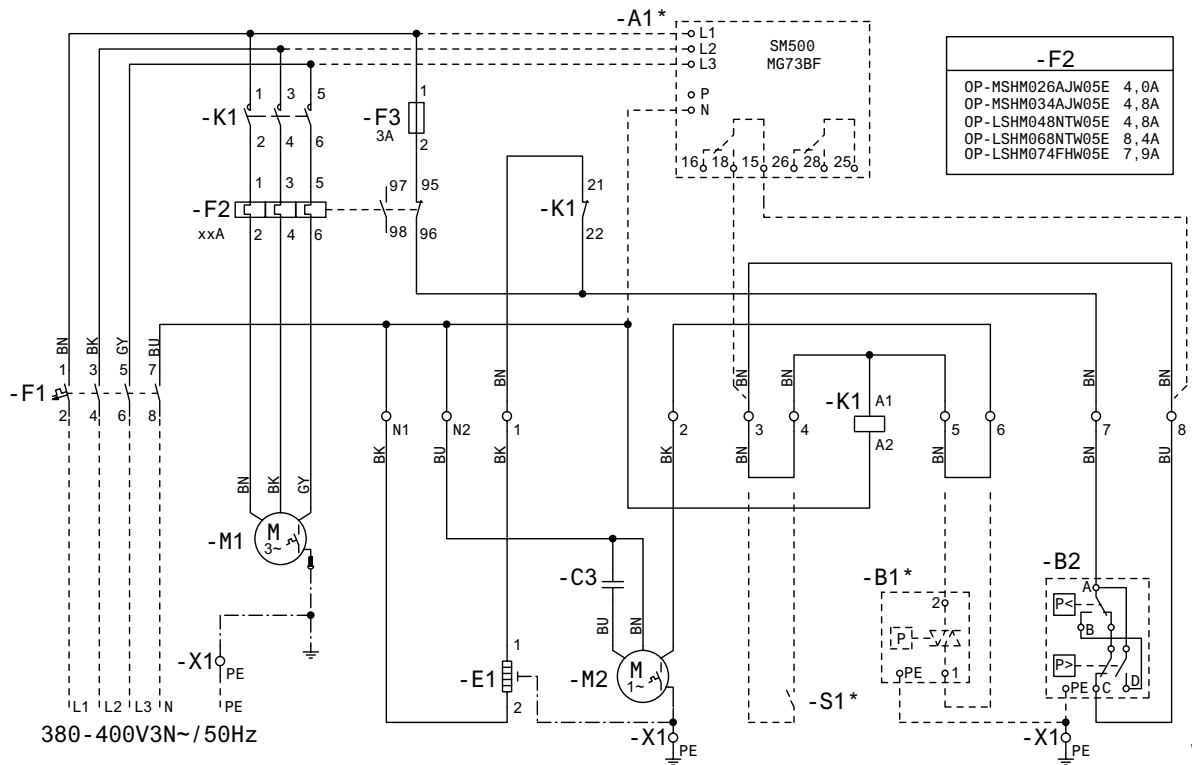 -A1*
L1
L2
L3
P
N
SM500
MG73BF
16 18 15 26 28 25
-F2
OP-MSHM026AJW05E 4,0A
OP-MSHM034AJW05E 4,8A
OP-LSHM048NTW05E 4,8A
OP-LSHM068NTW05E 8,4A
OP-LSHM074FHW05E 7,9A
1 3 5
-K1
2 4 6
1
-F3
3A
2
1 3 5
-F2
xxA
2 4 6
97 95
98 96
21
-K1
22
BN BK GY BU
1 3 5 7
-F1
2 4 6 8
BN BN BN BN BN BN
N1 N2 1 2 3 4
-K1 A1
A2
5 6 7 8
BK BU BK BK BN BN BN BN BU
BN BK GY
M
3~
-M1
-C3
BU BN
-B1*
2
P
PE 1
-B2
A
P<
B
P>
PE C D
-X1
PE
1
-E1
2
M
1~
-M2
-S1*
L1 L2 L3 N PE
380-400V3N~/50Hz
-X1
PE
-X1
PE